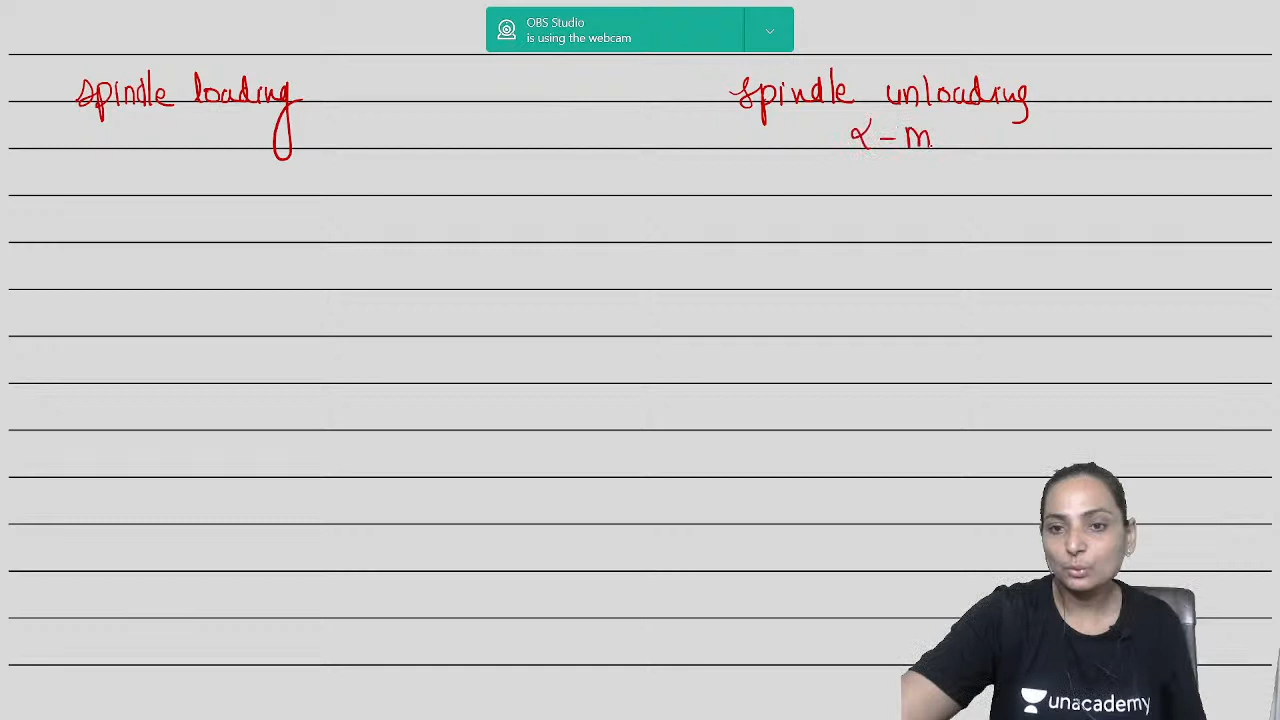 OBS Studio
is using the webcam
spindle loading
spindle unloading
α - m
unacademy